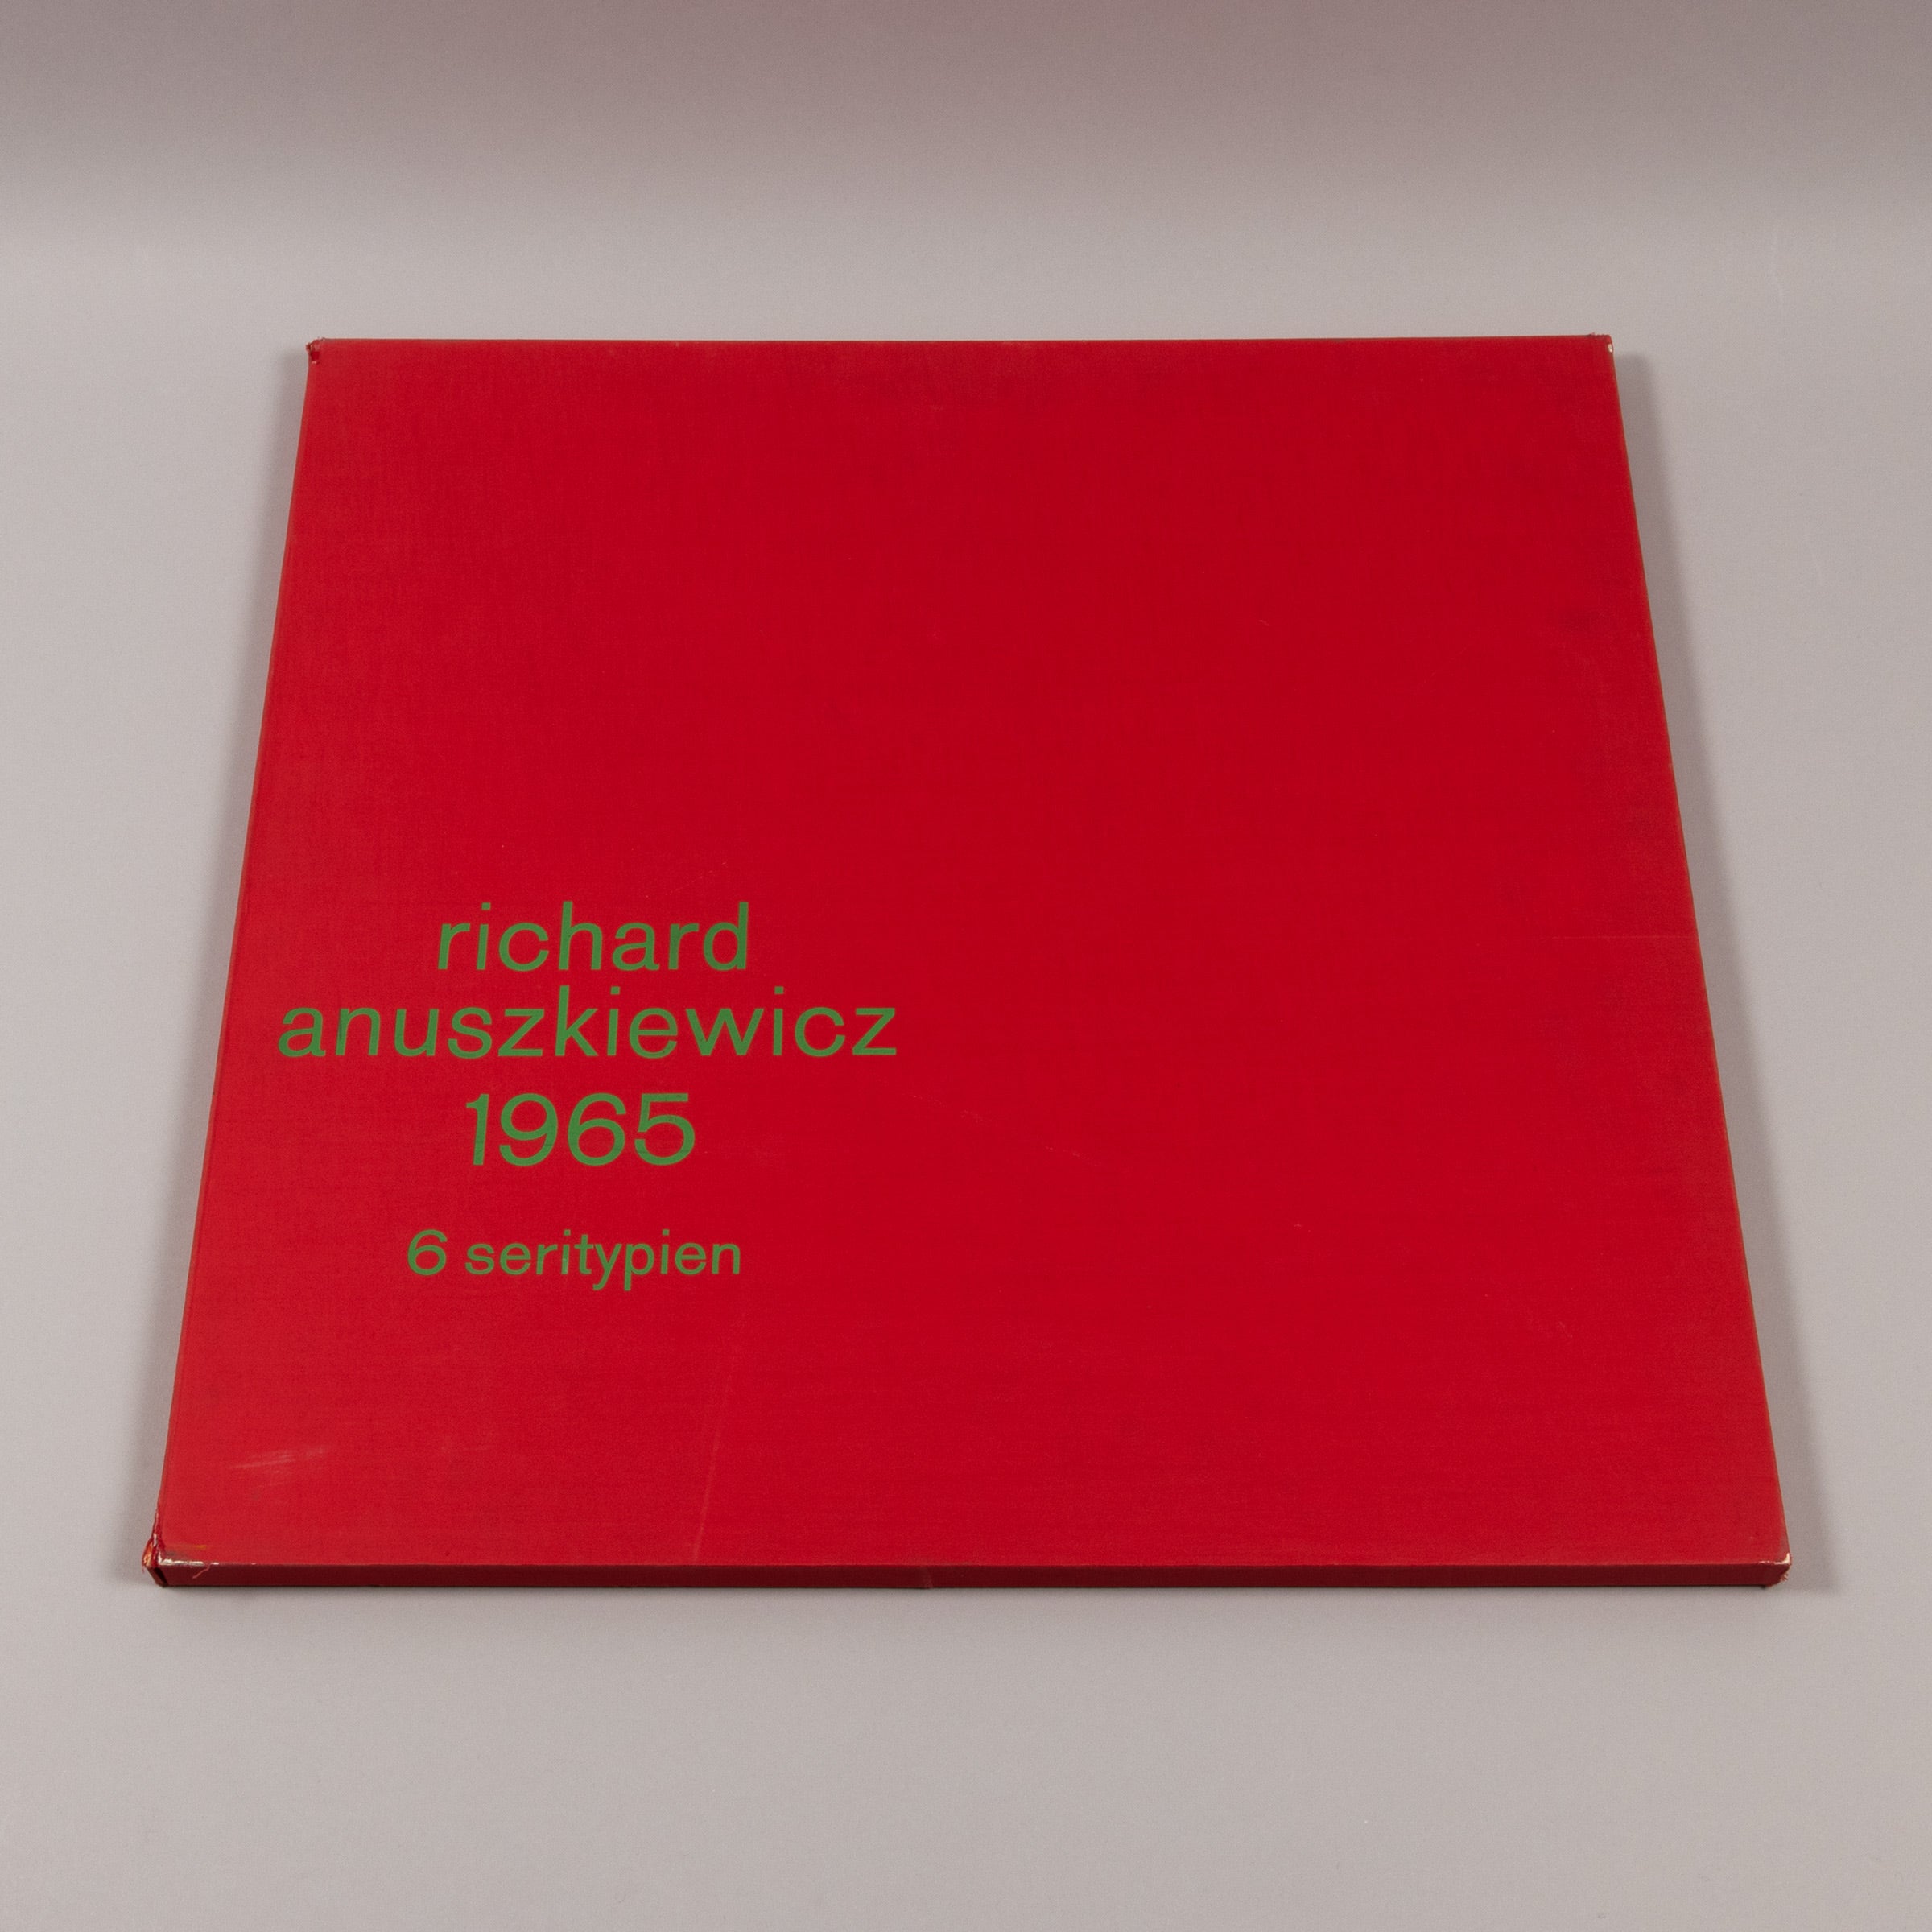 richard
anuszkiewicz
1965
6 seritypien